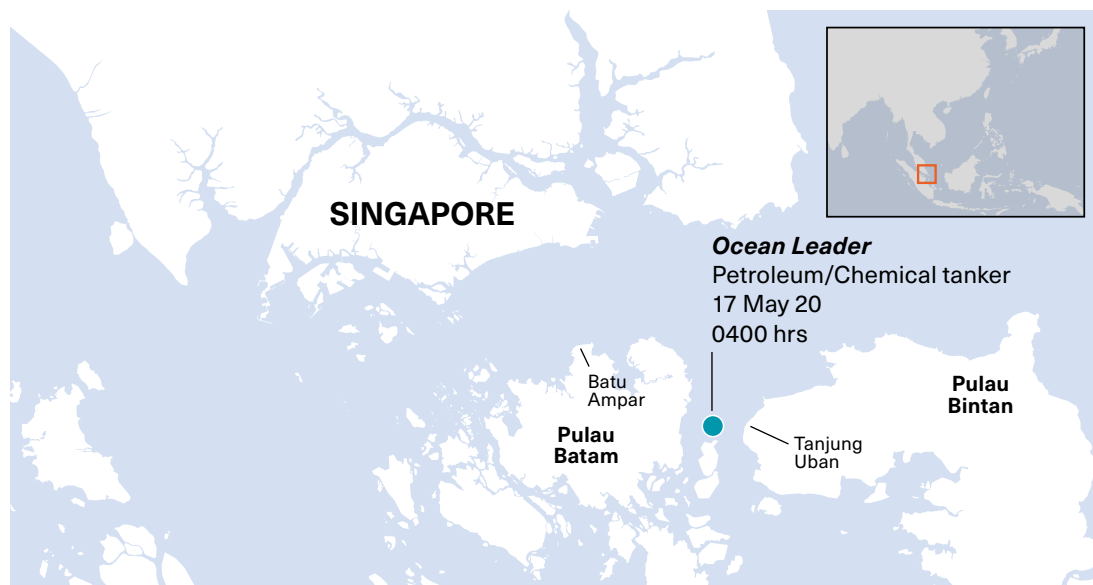 SINGAPORE
Ocean Leader
Petroleum/Chemical tanker
17 May 20
0400 hrs
Batu
Ampar
Pulau
Batam
Pulau
Bintan
Tanjung
Uban